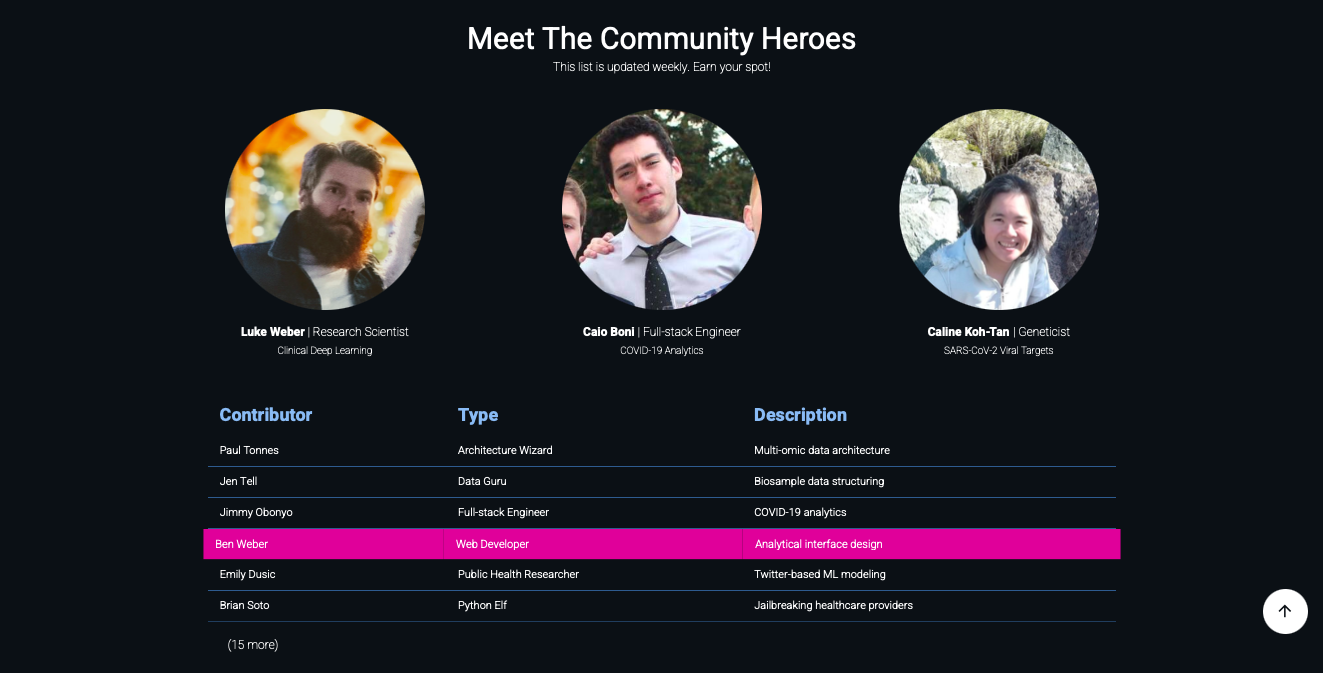 Meet The Community Heroes
This list is updated weekly. Earn your spot!
Luke Weber | Research Scientist
Clinical Deep Learning
Caio Boni | Full-stack Engineer
COVID-19 Analytics
Caline Koh-Tan | Geneticist
SARS-CoV-2 Viral Targets
Contributor Type Description
Paul Tonnes Architecture Wizard Multi-omic data architecture
Jen Tell Data Guru Biosample data structuring
Jimmy Obonyo Full-stack Engineer COVID-19 analytics
Ben Weber Web Developer Analytical interface design
Emily Dusic Public Health Researcher Twitter-based ML modeling
Brian Soto Python Elf Jailbreaking healthcare providers
(15 more)